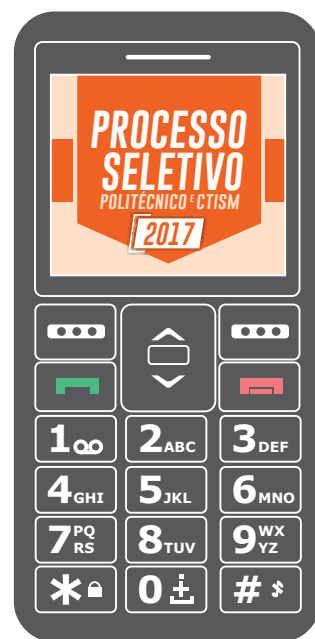 PROCESSO
SELETIVO
POLITÉCNICO E CTISM
2017
1 2ABC 3DEF
4GHI 5JKL 6MNO
7PQRS 8TUV 9WXYZ
* 0 #